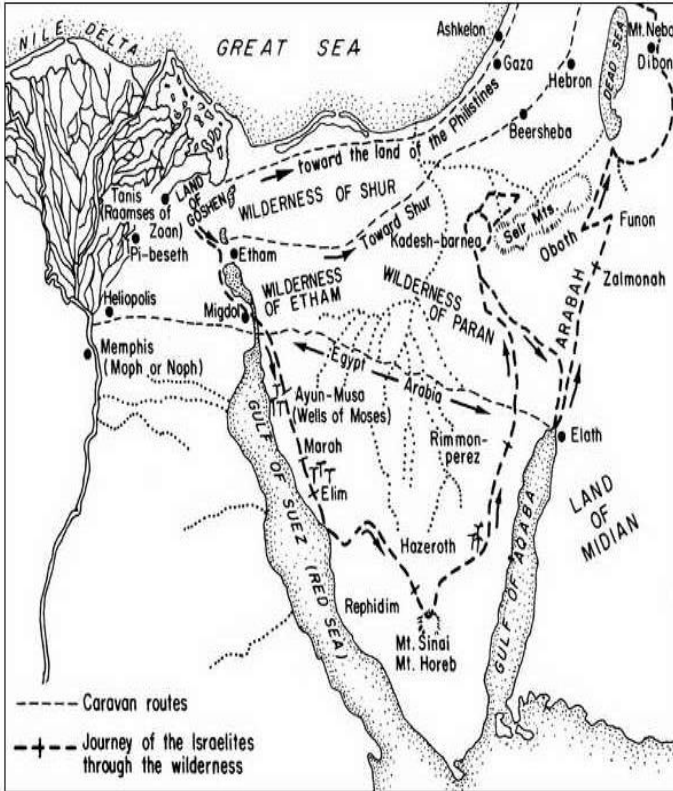 NILE DELTA
GREAT SEA
Ashkelon
Gaza
Hebron
Beersheba
DEAD SEA
Mt. Nebo
Dibon
toward the land of the Philistines
Tanis
(Raamses of
Zoan)
LAND
OF
GOSHEN
Pi-beseth
WILDERNESS OF SHUR
Toward Shur
Etham
Kadesh-barnea
Seir Mts.
Obath
Funon
Zalmonah
ARABAH
Heliopolis
Migdol
WILDERNESS
OF ETHAM
WILDERNESS
OF PARAN
Memphis
(Moph or Noph)
Egypt
Arabia
Ayun-Musa
(Wells of Moses)
Marah
Elim
Rimmon-
perez
Elath
LAND
OF
MIDIAN
GULF OF SUEZ (RED SEA)
GULF OF AQABA
Hazeroth
Rephidim
Mt. Sinai
Mt. Horeb
Caravan routes
Journey of the Israelites
through the wilderness